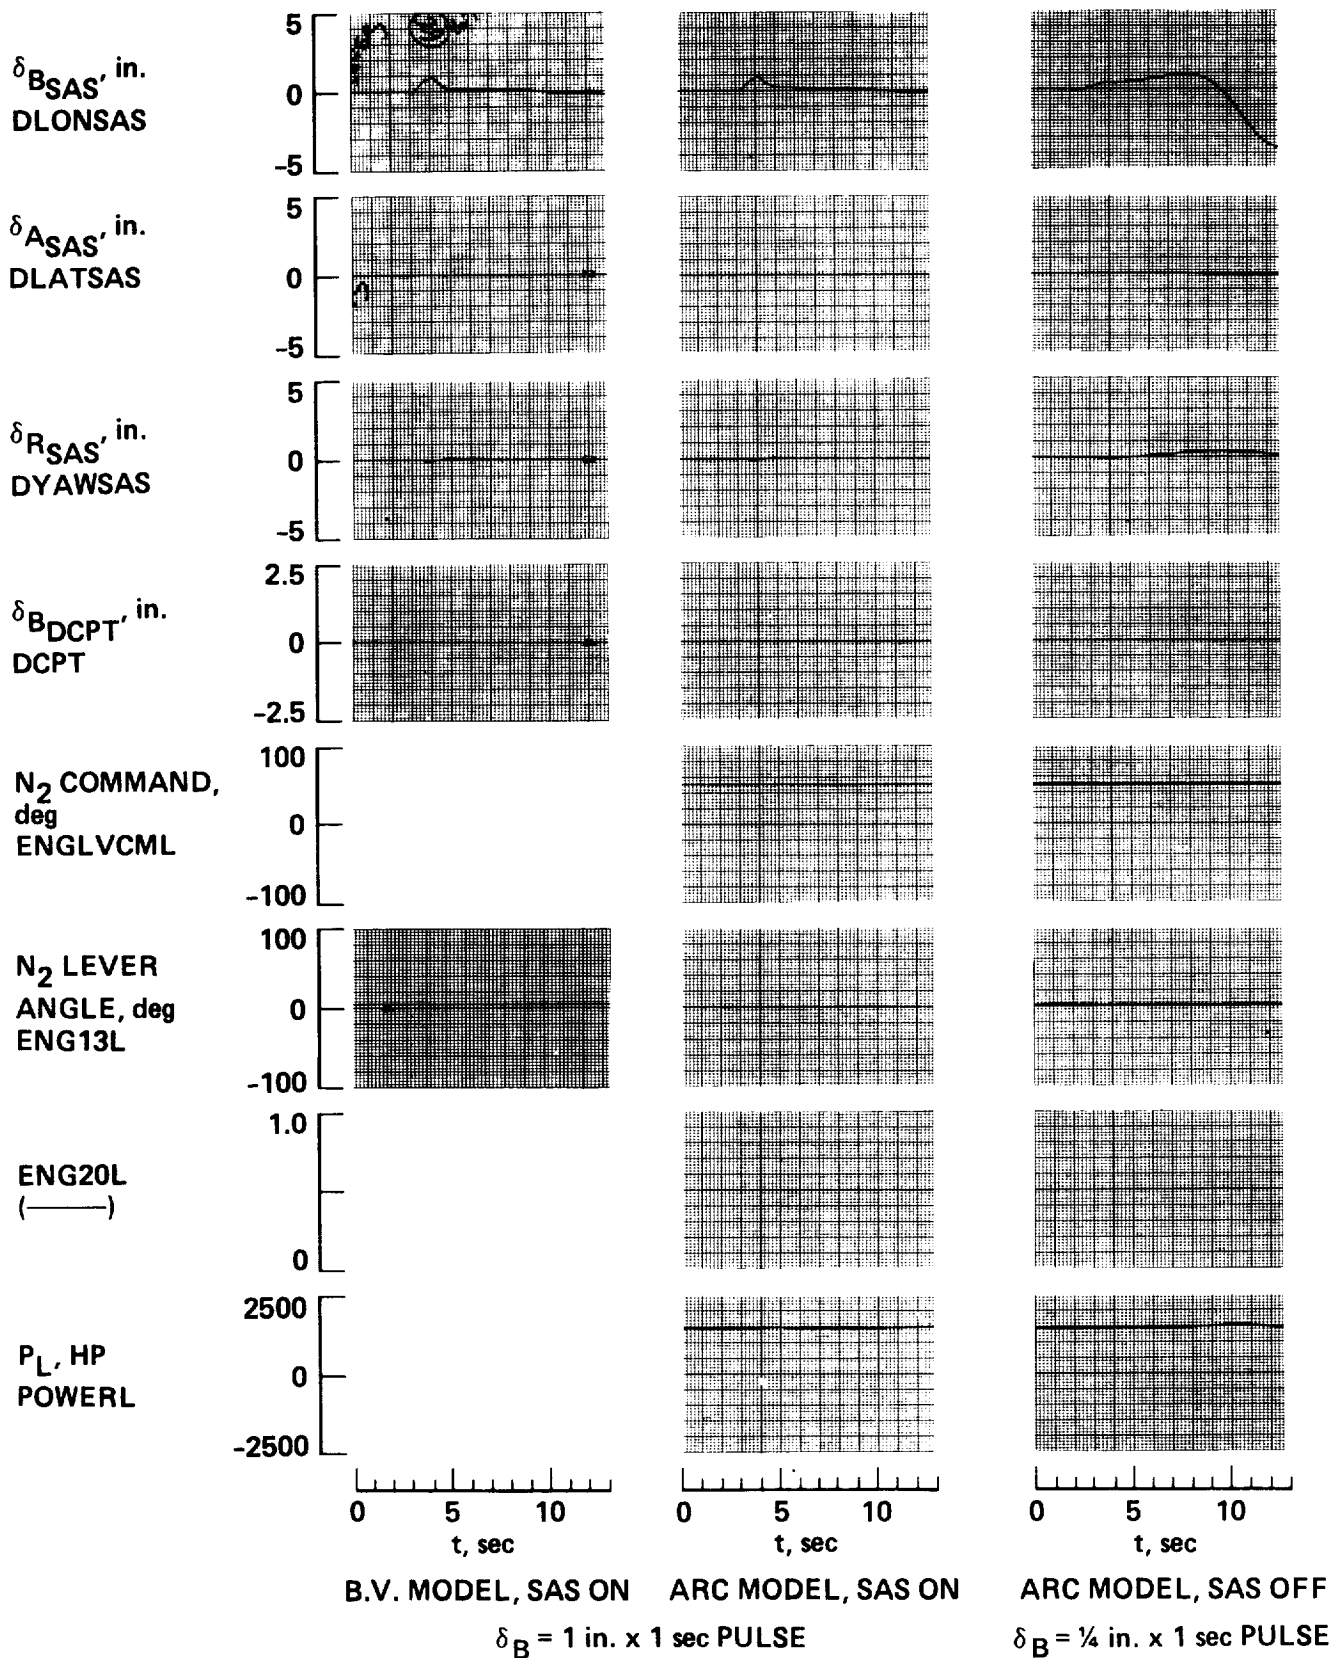 δBSAS, in.
DLONSAS
5
0
-5
δASAS, in.
DLATSAS
5
0
-5
δRSAS, in.
DYAWSAS
5
0
-5
δBDCPT, in.
DCPT
2.5
0
-2.5
N2 COMMAND,
deg
ENGLVCML
100
0
-100
N2 LEVER
ANGLE, deg
ENG13L
100
0
-100
ENG20L
(———)
1.0
0
PL, HP
POWERL
2500
0
-2500
0 5 10
t, sec
0 5 10
t, sec
0 5 10
t, sec
B.V. MODEL, SAS ON
ARC MODEL, SAS ON
ARC MODEL, SAS OFF
δB = 1 in. x 1 sec PULSE
δB = ¼ in. x 1 sec PULSE